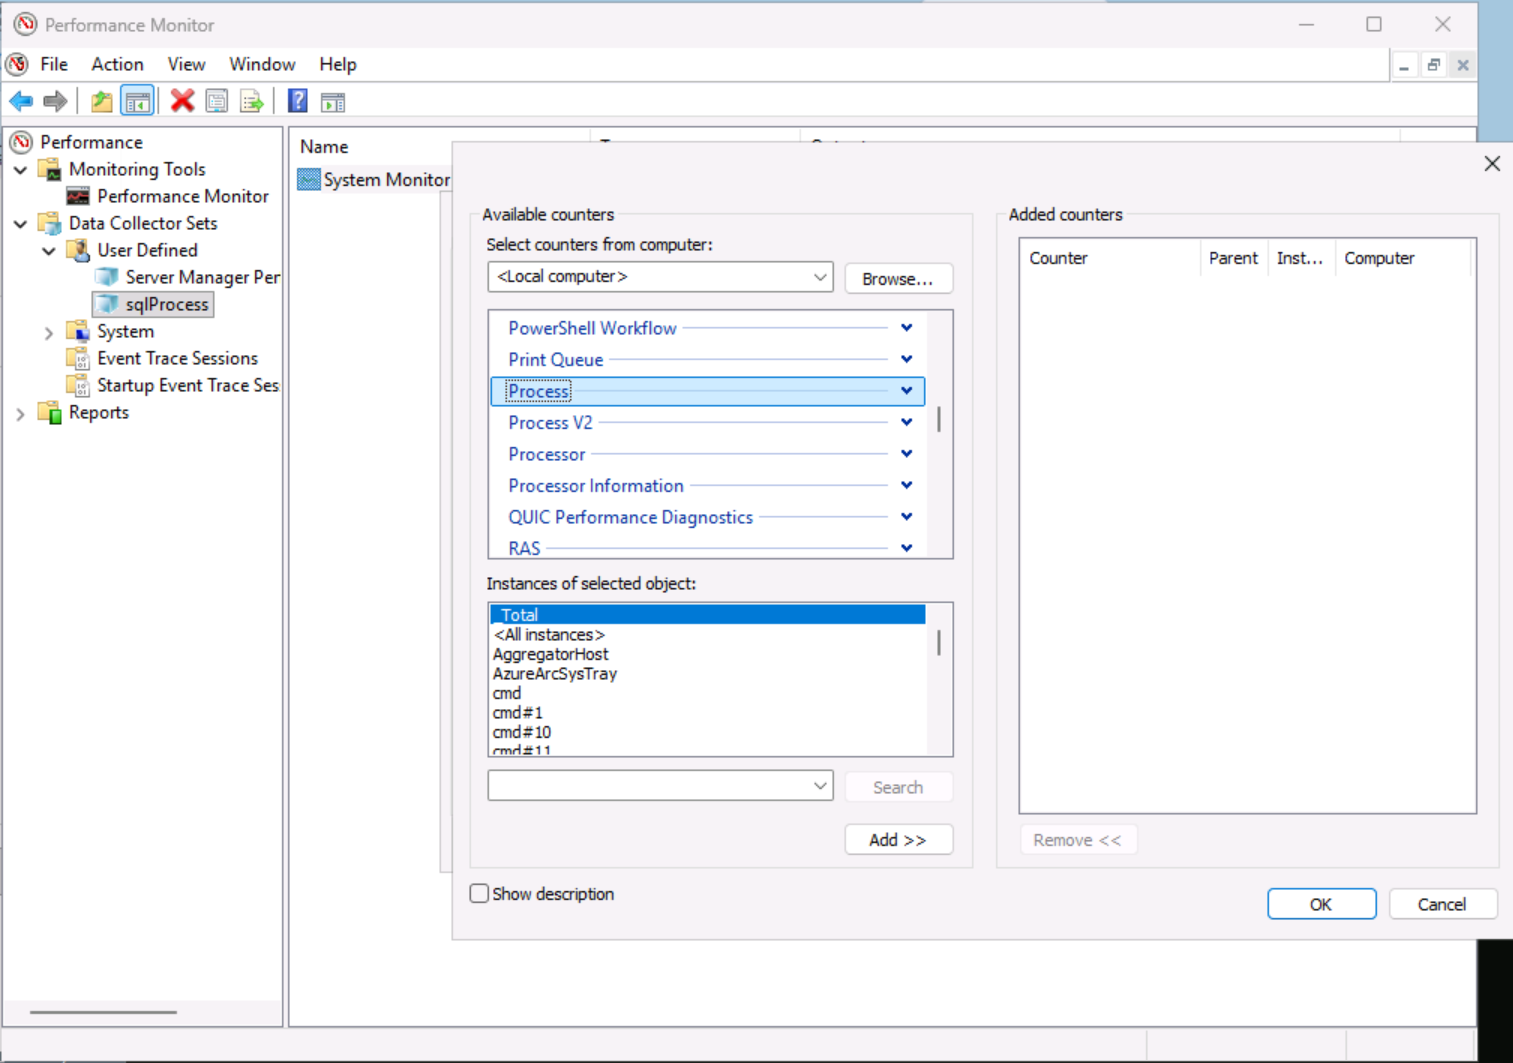 Performance Monitor
File Action View Window Help
Performance
Monitoring Tools
Performance Monitor
Data Collector Sets
User Defined
Server Manager Per
sqlProcess
System
Event Trace Sessions
Startup Event Trace Ses
Reports
Name
System Monitor
Available counters
Select counters from computer:
<Local computer>
Browse...
PowerShell Workflow
Print Queue
Process
Process V2
Processor
Processor Information
QUIC Performance Diagnostics
RAS
Instances of selected object:
_Total
<All instances>
AggregatorHost
AzureArcSysTray
cmd
cmd#1
cmd#10
cmd#11
Search
Add >>
Show description
Added counters
Counter Parent Inst... Computer
Remove <<
OK Cancel